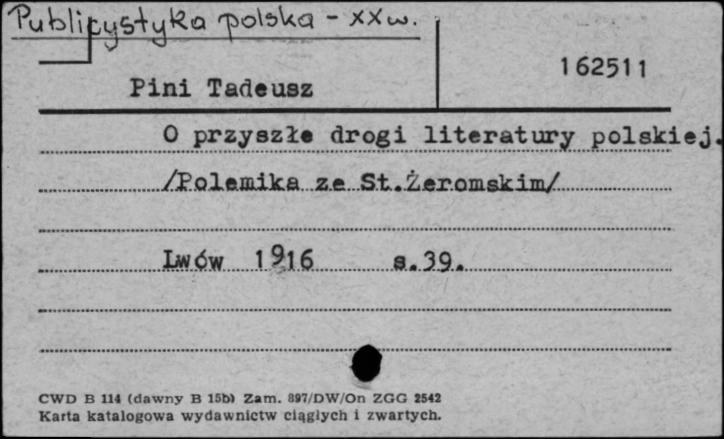 Publicystyka polska - XXw.
162511
Pini Tadeusz
O przyszłe drogi literatury polskiej.
/Polemika ze St.Żeromskim/
Lwów 1916 s.39.
CWD B 114 (dawny B 15b) Zam. 897/DW/On ZGG 2542
Karta katalogowa wydawnictw ciągłych i zwartych.